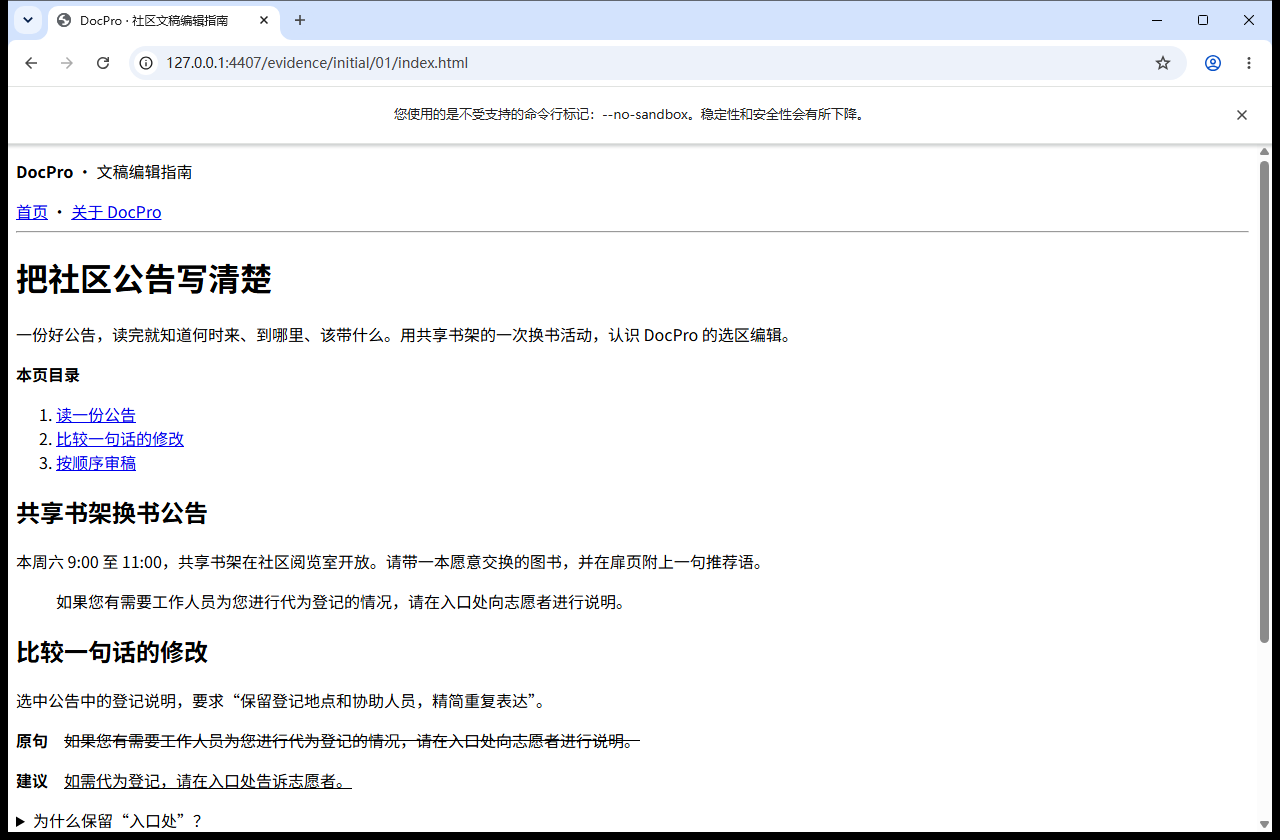 DocPro · 社区文稿编辑指南
127.0.0.1:4407/evidence/initial/01/index.html
您使用的是不受支持的命令行标记：--no-sandbox。稳定性和安全性会有所下降。
DocPro · 文稿编辑指南
首页 · 关于 DocPro
把社区公告写清楚
一份好公告，读完就知道何时来、到哪里、该带什么。用共享书架的一次换书活动，认识 DocPro 的选区编辑。
本页目录
1. 读一份公告
2. 比较一句话的修改
3. 按顺序审稿
共享书架换书公告
本周六 9:00 至 11:00，共享书架在社区阅览室开放。请带一本愿意交换的图书，并在扉页附上一句推荐语。
如果您有需要工作人员为您进行代为登记的情况，请在入口处向志愿者进行说明。
比较一句话的修改
选中公告中的登记说明，要求“保留登记地点和协助人员，精简重复表达”。
原句 如果您有需要工作人员为您进行代为登记的情况，请在入口处向志愿者进行说明。
建议 如需代为登记，请在入口处告诉志愿者。
为什么保留“入口处”？